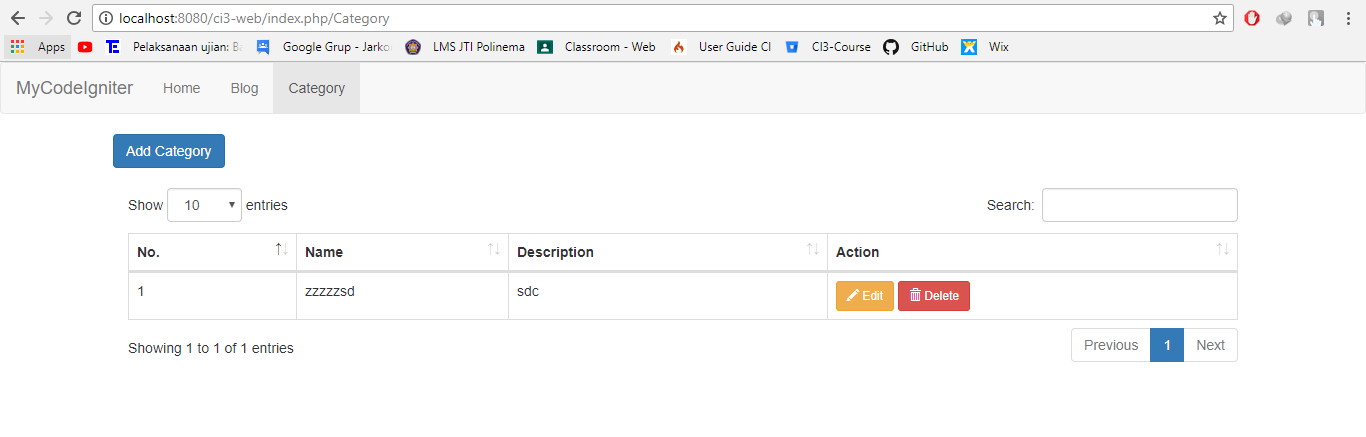 localhost:8080/ci3-web/index.php/Category
Apps Pelaksanaan ujian: Ba Google Grup - Jarko LMS JTI Polinema Classroom - Web User Guide CI CI3-Course GitHub Wix
MyCodeIgniter Home Blog Category
Add Category
Show 10 entries Search:
No. Name Description Action
1 zzzzzsd sdc Edit Delete
Showing 1 to 1 of 1 entries Previous 1 Next